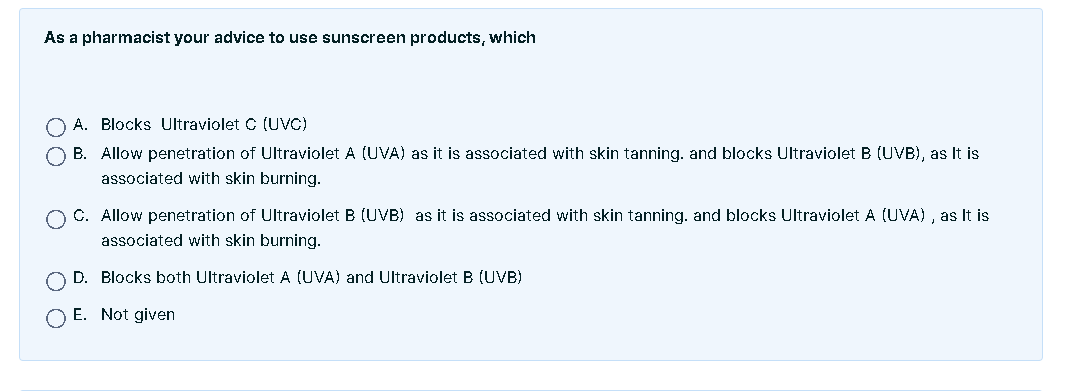 As a pharmacist your advice to use sunscreen products, which
A. Blocks Ultraviolet C (UVC)
B. Allow penetration of Ultraviolet A (UVA) as it is associated with skin tanning. and blocks Ultraviolet B (UVB), as It is
associated with skin burning.
C. Allow penetration of Ultraviolet B (UVB) as it is associated with skin tanning. and blocks Ultraviolet A (UVA) , as It is
associated with skin burning.
D. Blocks both Ultraviolet A (UVA) and Ultraviolet B (UVB)
E. Not given